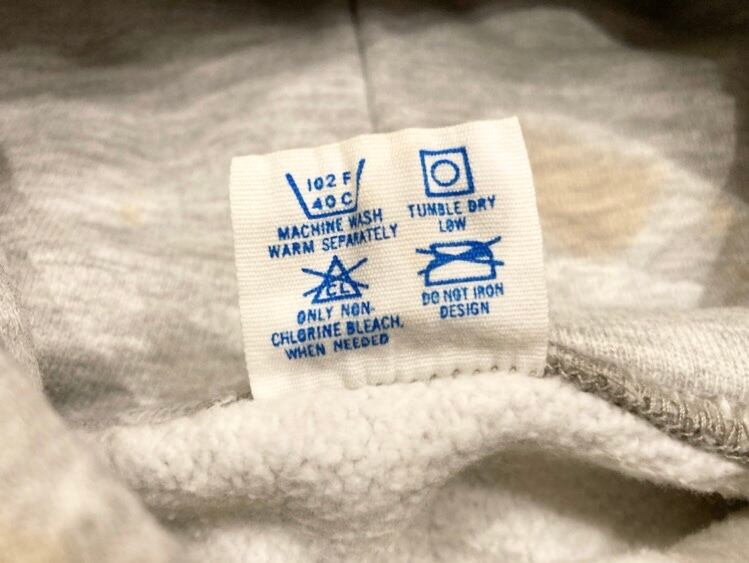 102 F
40 C
MACHINE WASH
WARM SEPARATELY
TUMBLE DRY
LOW
CL
ONLY NON-
CHLORINE BLEACH.
WHEN NEEDED
DO NOT IRON
DESIGN